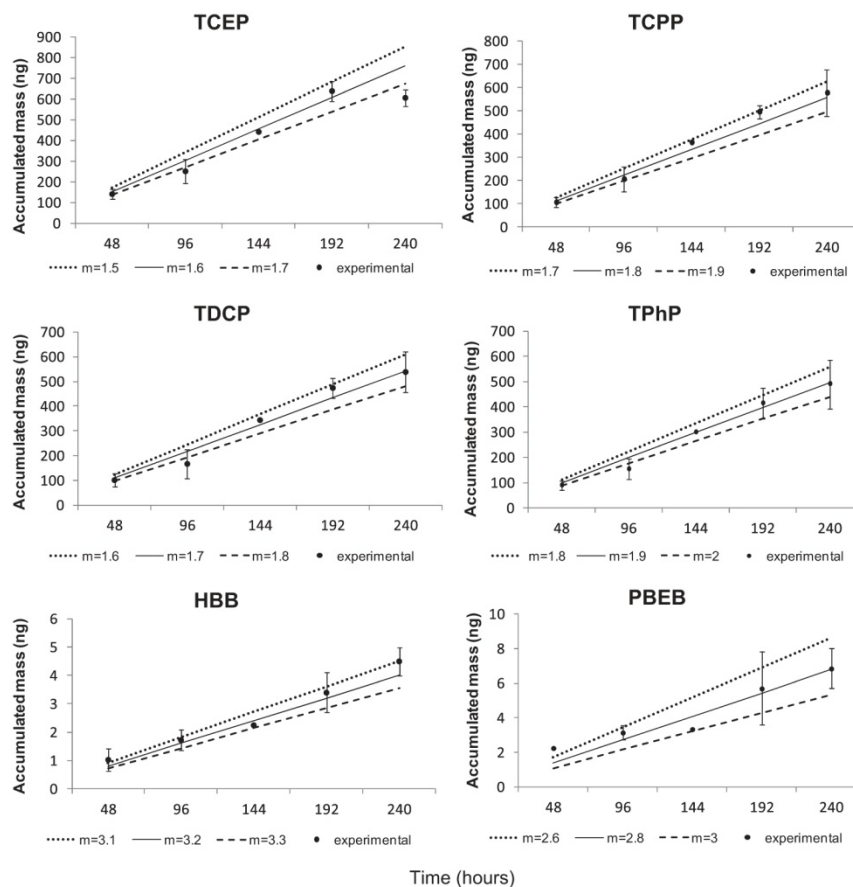 TCEP
Accumulated mass (ng)
900
800
700
600
500
400
300
200
100
0
48 96 144 192 240
m=1.5 m=1.6 m=1.7 experimental
TCPP
Accumulated mass (ng)
800
700
600
500
400
300
200
100
0
48 96 144 192 240
m=1.7 m=1.8 m=1.9 experimental
TDCP
Accumulated mass (ng)
700
600
500
400
300
200
100
0
48 96 144 192 240
m=1.6 m=1.7 m=1.8 experimental
TPhP
Accumulated mass (ng)
700
600
500
400
300
200
100
0
48 96 144 192 240
m=1.8 m=1.9 m=2 experimental
HBB
Accumulated mass (ng)
6
5
4
3
2
1
0
48 96 144 192 240
m=3.1 m=3.2 m=3.3 experimental
PBEB
Accumulated mass (ng)
10
8
6
4
2
0
48 96 144 192 240
m=2.6 m=2.8 m=3 experimental
Time (hours)